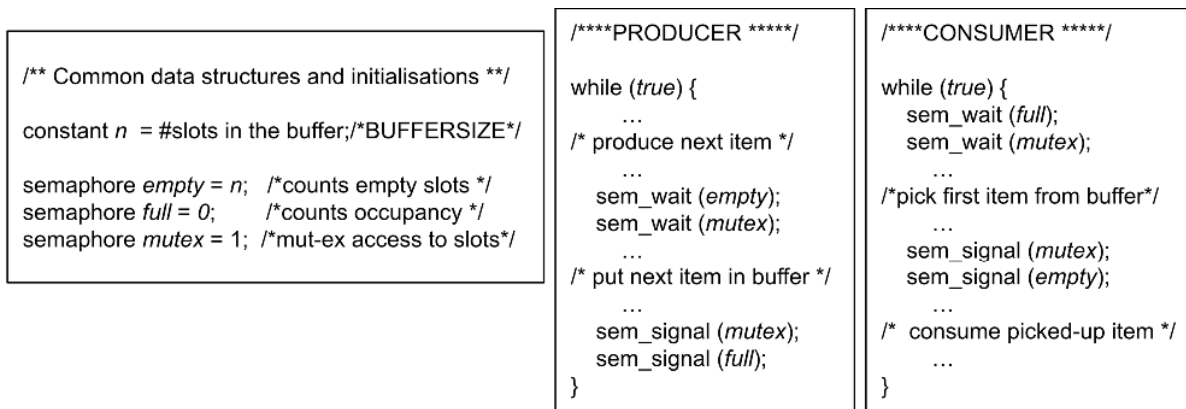 /** Common data structures and initialisations **/
constant n = #slots in the buffer;/*BUFFERSIZE*/
semaphore empty = n; /*counts empty slots */
semaphore full = 0; /*counts occupancy */
semaphore mutex = 1; /*mut-ex access to slots*/
/****PRODUCER *****/
while (true) {
...
/* produce next item */
...
sem_wait (empty);
sem_wait (mutex);
...
/* put next item in buffer */
...
sem_signal (mutex);
sem_signal (full);
}
/****CONSUMER *****/
while (true) {
sem_wait (full);
sem_wait (mutex);
...
/*pick first item from buffer*/
...
sem_signal (mutex);
sem_signal (empty);
...
/* consume picked-up item */
...
}